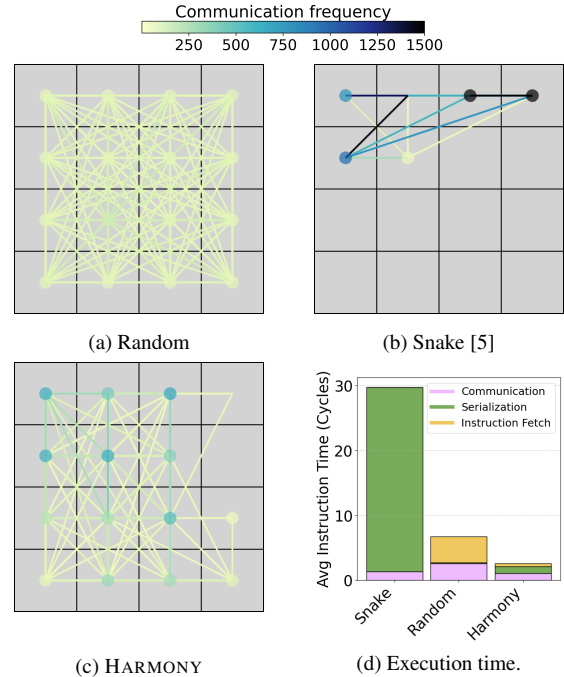 Communication frequency
250 500 750 1000 1250 1500
(a) Random
(b) Snake [5]
(c) HARMONY
Avg Instruction Time (Cycles)
30
20
10
0
Communication
Serialization
Instruction Fetch
Snake
Random
Harmony
(d) Execution time.